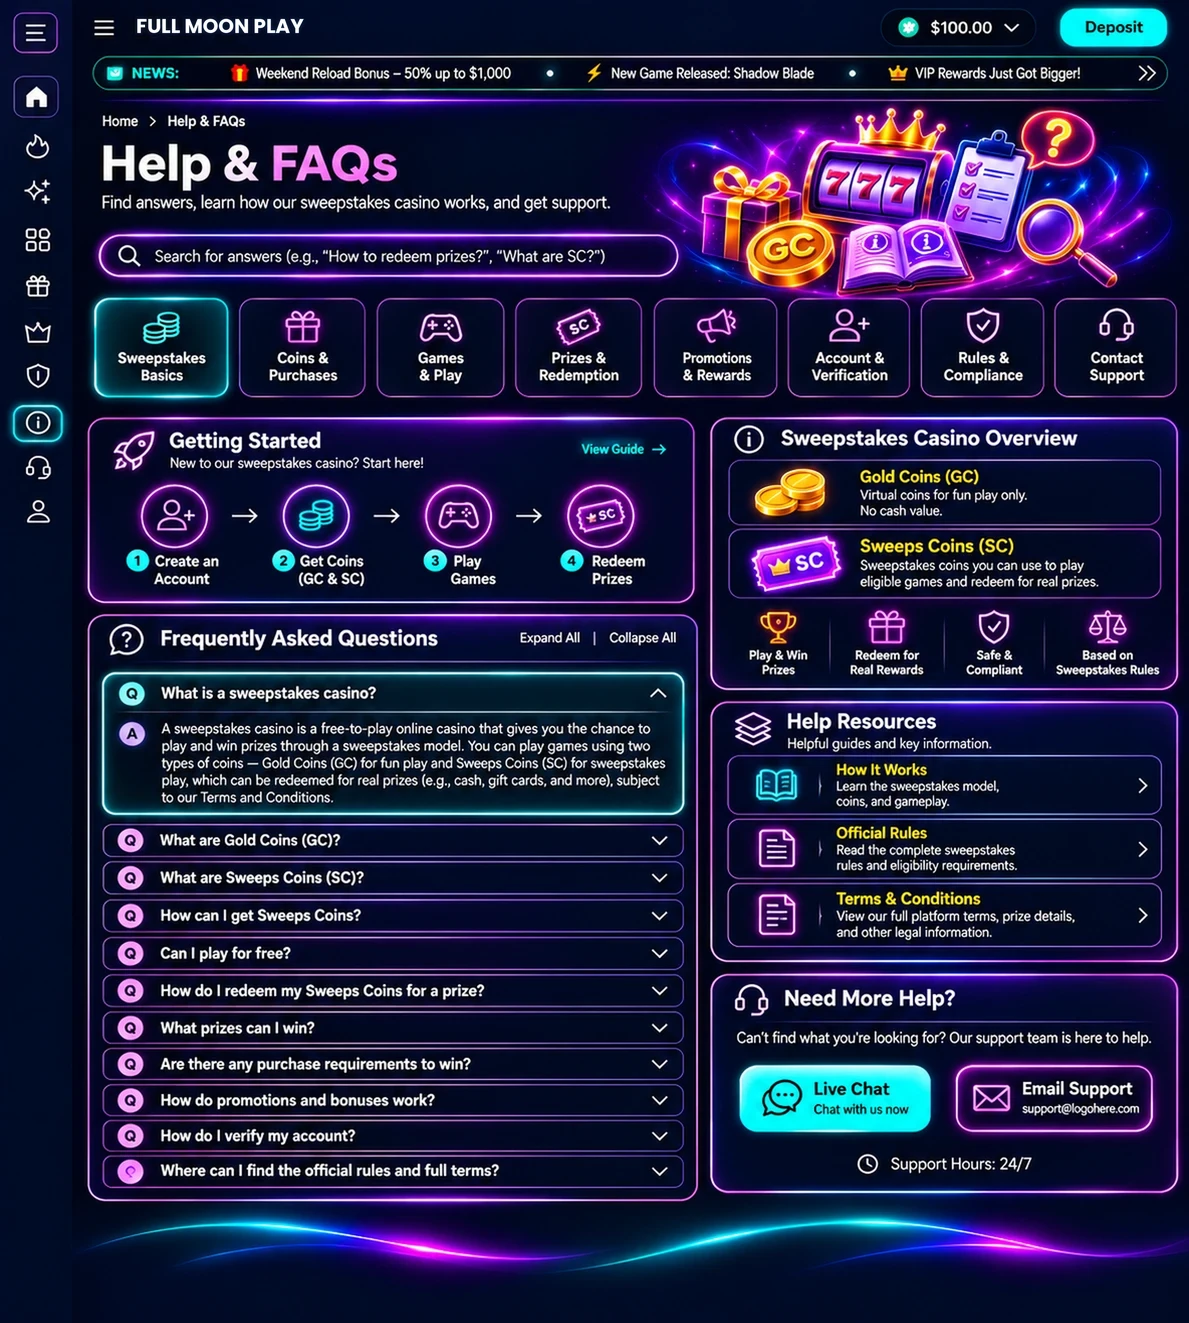 FULL MOON PLAY
$100.00
Deposit
NEWS:
Weekend Reload Bonus – 50% up to $1,000
New Game Released: Shadow Blade
VIP Rewards Just Got Bigger!
Home > Help & FAQs
Help & FAQs
Find answers, learn how our sweepstakes casino works, and get support.
Search for answers (e.g., “How to redeem prizes?”, “What are SC?”)
777
GC
?
i
i
Sweepstakes
Basics
Coins &
Purchases
Games
& Play
SC
Prizes &
Redemption
Promotions
& Rewards
Account &
Verification
Rules &
Compliance
Contact
Support
Getting Started
New to our sweepstakes casino? Start here!
View Guide →
1 Create an
Account
2 Get Coins
(GC & SC)
3 Play
Games
SC
4 Redeem
Prizes
Frequently Asked Questions
Expand All | Collapse All
Q What is a sweepstakes casino?
A A sweepstakes casino is a free-to-play online casino that gives you the chance to
play and win prizes through a sweepstakes model. You can play games using two
types of coins — Gold Coins (GC) for fun play and Sweeps Coins (SC) for sweepstakes
play, which can be redeemed for real prizes (e.g., cash, gift cards, and more), subject
to our Terms and Conditions.
Q What are Gold Coins (GC)?
Q What are Sweeps Coins (SC)?
Q How can I get Sweeps Coins?
Q Can I play for free?
Q How do I redeem my Sweeps Coins for a prize?
Q What prizes can I win?
Q Are there any purchase requirements to win?
Q How do promotions and bonuses work?
Q How do I verify my account?
Where can I find the official rules and full terms?
Sweepstakes Casino Overview
Gold Coins (GC)
Virtual coins for fun play only.
No cash value.
SC
Sweeps Coins (SC)
Sweepstakes coins you can use to play
eligible games and redeem for real prizes.
Play & Win
Prizes
Redeem for
Real Rewards
Safe &
Compliant
Based on
Sweepstakes Rules
Help Resources
Helpful guides and key information.
How It Works
Learn the sweepstakes model,
coins, and gameplay.
Official Rules
Read the complete sweepstakes
rules and eligibility requirements.
Terms & Conditions
View our full platform terms, prize details,
and other legal information.
Need More Help?
Can't find what you're looking for? Our support team is here to help.
Live Chat
Chat with us now
Email Support
support@logohere.com
Support Hours: 24/7